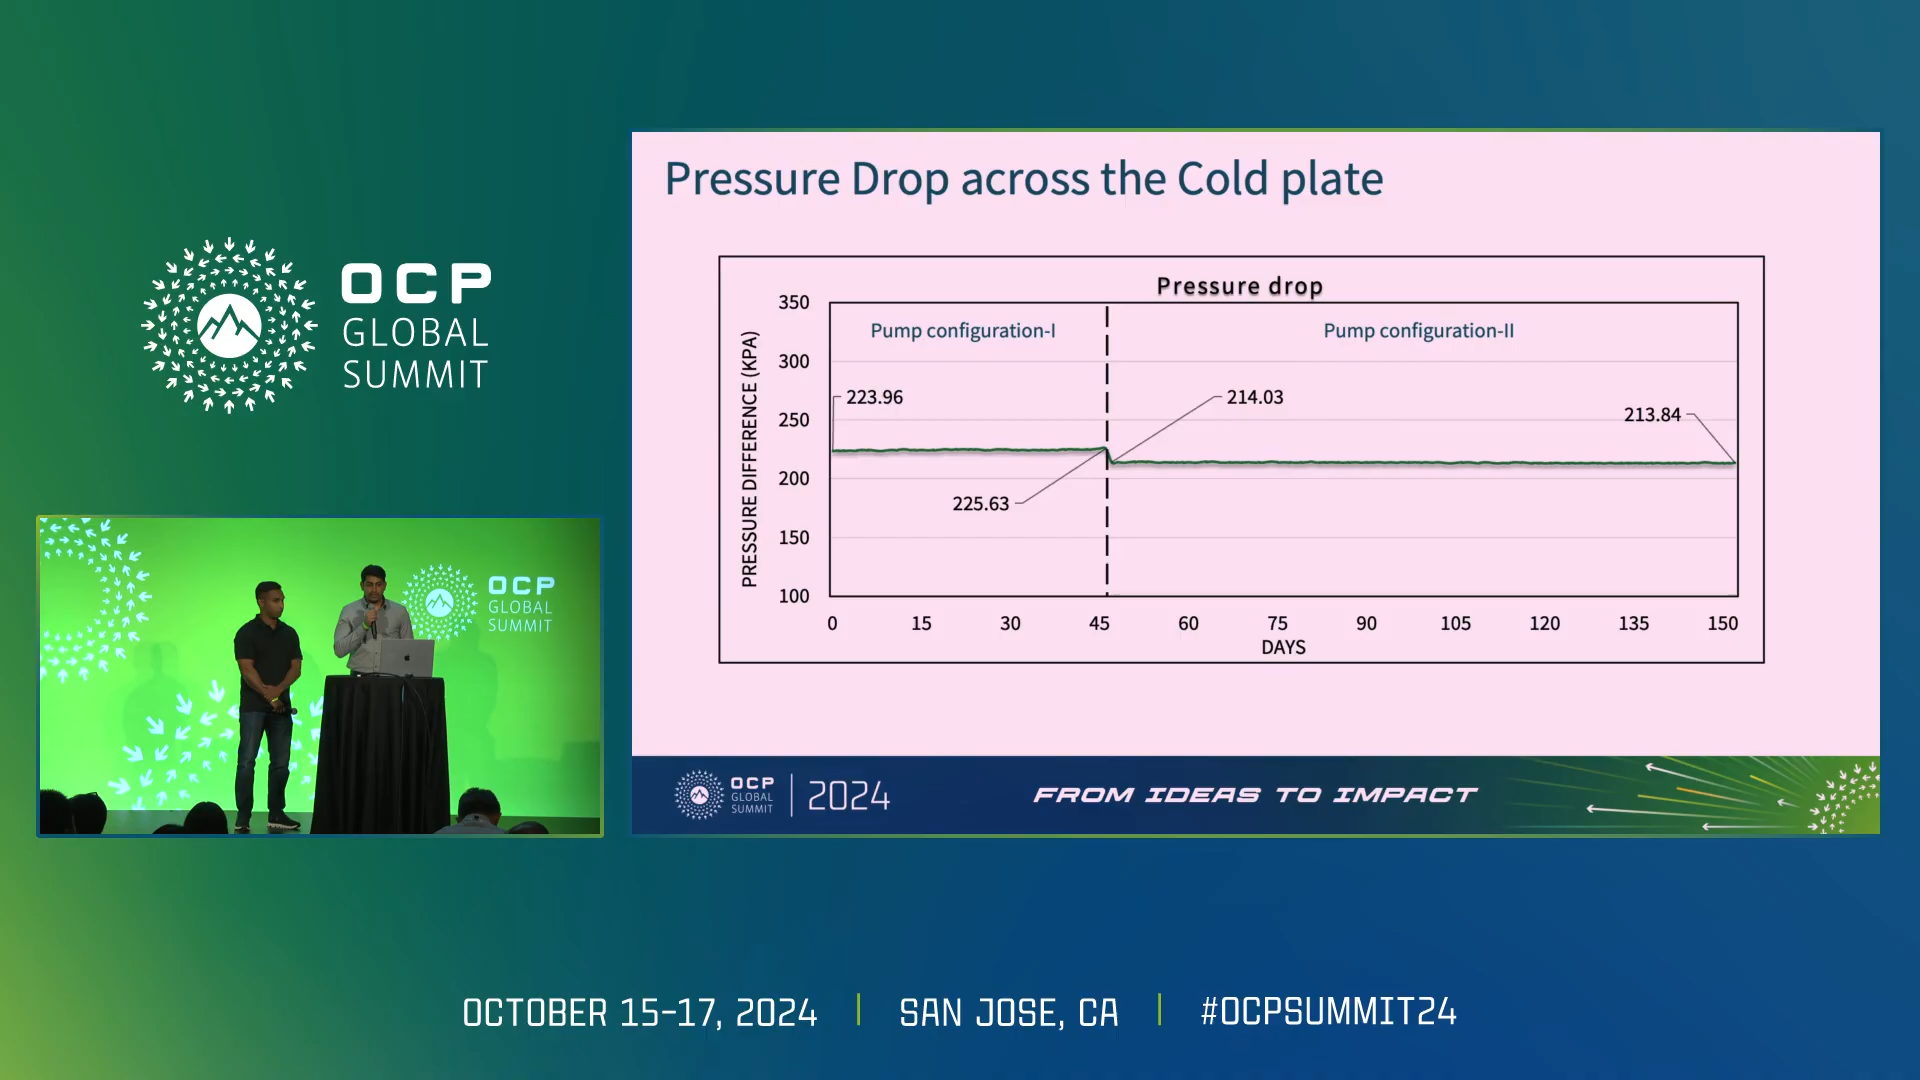 OCP
GLOBAL
SUMMIT
OCP
GLOBAL
SUMMIT
Pressure Drop across the Cold plate
Pressure drop
Pump configuration-I
Pump configuration-II
PRESSURE DIFFERENCE (KPA)
350
300
250
200
150
100
223.96
225.63
214.03
213.84
0 15 30 45 60 75 90 105 120 135 150
DAYS
OCP
GLOBAL
SUMMIT
2024
FROM IDEAS TO IMPACT
OCTOBER 15-17, 2024 | SAN JOSE, CA | #OCPSUMMIT24